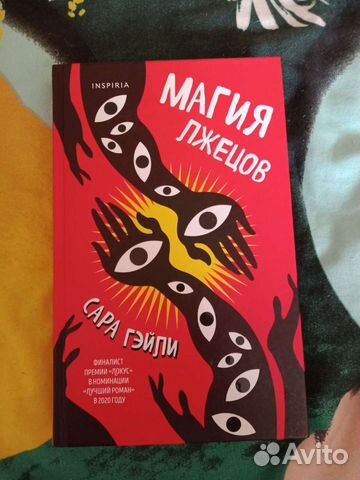 INSPIRIA
МАГИЯ
ЛЖЕЦОВ
САРА ГЭЙЛИ
ФИНАЛИСТ
ПРЕМИИ «ЛОКУС»
В НОМИНАЦИИ
«ЛУЧШИЙ РОМАН»
В 2020 ГОДУ
Avito